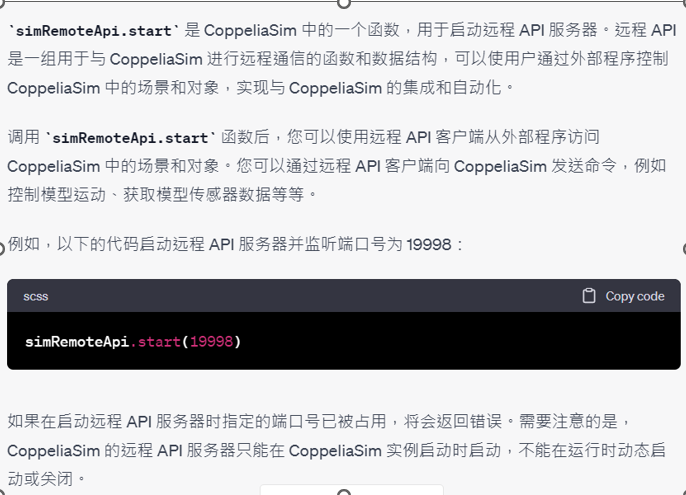 `simRemoteApi.start` 是 CoppeliaSim 中的一个函数，用于启动远程 API 服务器。远程 API
是一组用于与 CoppeliaSim 进行远程通信的函数和数据结构，可以使用户通过外部程序控制
CoppeliaSim 中的场景和对象，实现与 CoppeliaSim 的集成和自动化。
调用 `simRemoteApi.start` 函数后，您可以使用远程 API 客户端从外部程序访问
CoppeliaSim 中的场景和对象。您可以通过远程 API 客户端向 CoppeliaSim 发送命令，例如
控制模型运动、获取模型传感器数据等等。
例如，以下的代码启动远程 API 服务器并监听端口号为 19998：
scss
Copy code
simRemoteApi.start(19998)
如果在启动远程 API 服务器时指定的端口号已被占用，将会返回错误。需要注意的是，
CoppeliaSim 的远程 API 服务器只能在 CoppeliaSim 实例启动时启动，不能在运行时动态启
动或关闭。